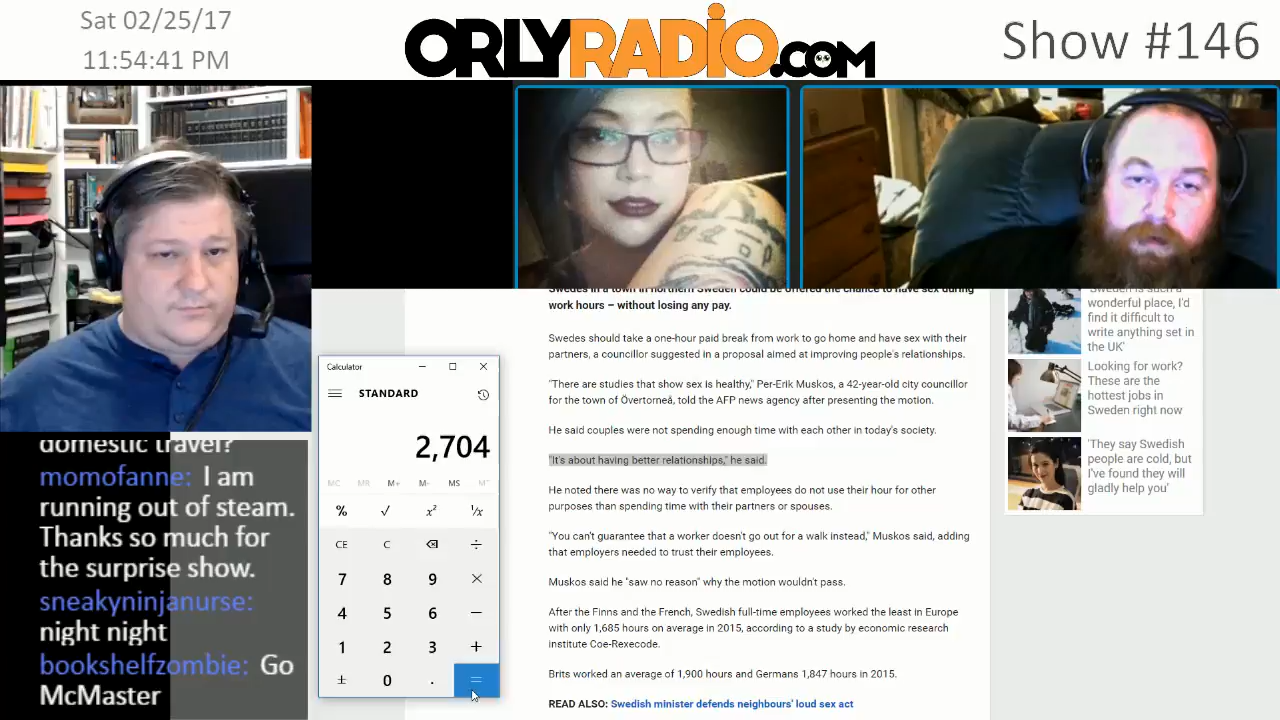 Sat 02/25/17
11:54:41 PM
ORLYRADIO.COM
Show #146
Swedes in a town in northern Sweden could be offered the chance to have sex during
work hours – without losing any pay.
Swedes should take a one-hour paid break from work to go home and have sex with their
partners, a councillor suggested in a proposal aimed at improving people's relationships.
"There are studies that show sex is healthy," Per-Erik Muskos, a 42-year-old city councillor
for the town of Övertorneå, told the AFP news agency after presenting the motion.
He said couples were not spending enough time with each other in today's society.
"It's about having better relationships," he said.
He noted there was no way to verify that employees do not use their hour for other
purposes than spending time with their partners or spouses.
"You can't guarantee that a worker doesn't go out for a walk instead," Muskos said, adding
that employers needed to trust their employees.
Muskos said he "saw no reason" why the motion wouldn't pass.
After the Finns and the French, Swedish full-time employees worked the least in Europe
with only 1,685 hours on average in 2015, according to a study by economic research
institute Coe-Rexecode.
Brits worked an average of 1,900 hours and Germans 1,847 hours in 2015.
READ ALSO: Swedish minister defends neighbours' loud sex act
'Sweden is such a
wonderful place, I'd
find it difficult to
write anything set in
the UK'
Looking for work?
These are the
hottest jobs in
Sweden right now
'They say Swedish
people are cold, but
I've found they will
gladly help you'
Calculator
STANDARD
2,704
MC MR M+ M- MS M
% √ x² ¹/x
CE C ÷
7 8 9 ×
4 5 6 −
1 2 3 +
± 0 . =
domestic travel?
momofanne: I am
running out of steam.
Thanks so much for
the surprise show.
sneakyninjanurse:
night night
bookshelfzombie: Go
McMaster